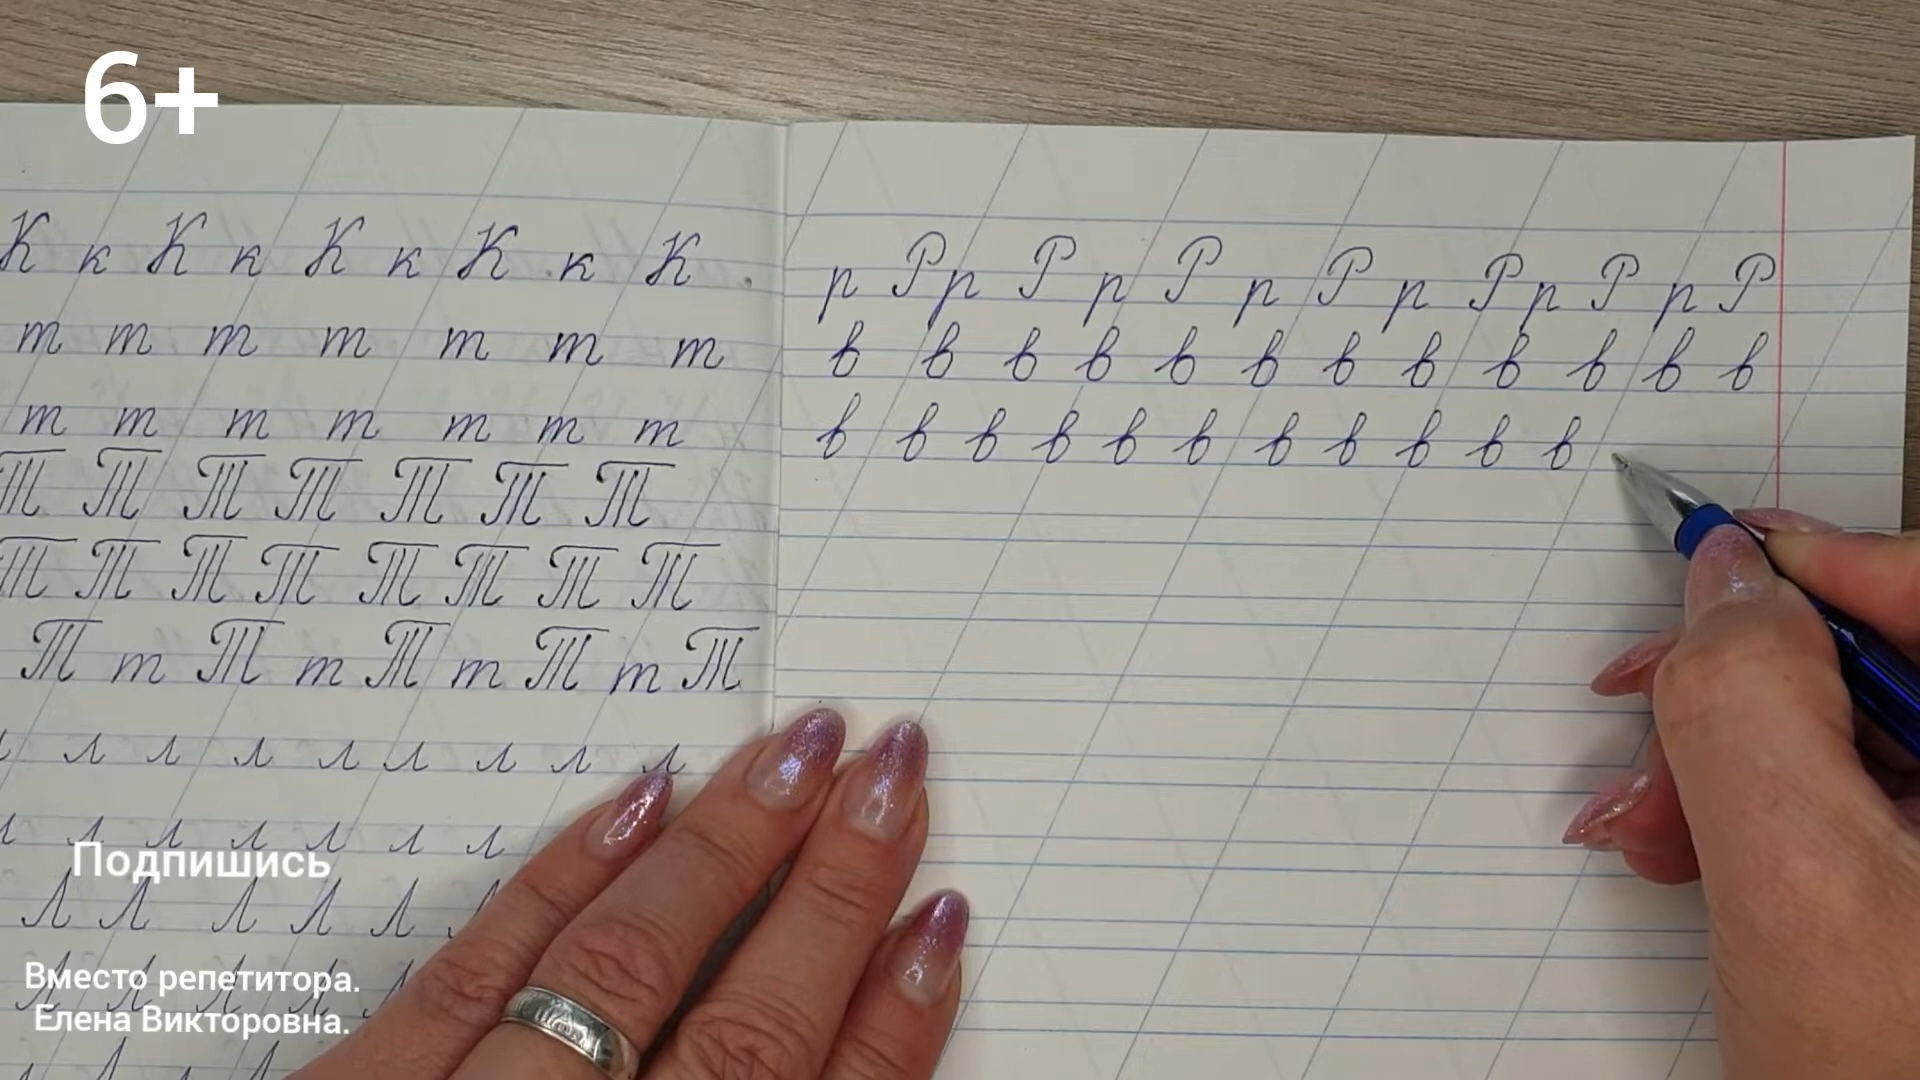 6+
К к К к К к К к К
т т т т т т т
т т т т т т т
Т Т Т Т Т Т Т
Т Т Т Т Т Т Т Т
Т т Т т Т т Т т Т
л л л л л л л л
л л л л л л
Подпишись
Л Л Л Л Л
Вместо репетитора.
Елена Викторовна.
р Р р Р р Р р Р р Р р Р р Р
в в в в в в в в в в в в
в в в в в в в в в в в